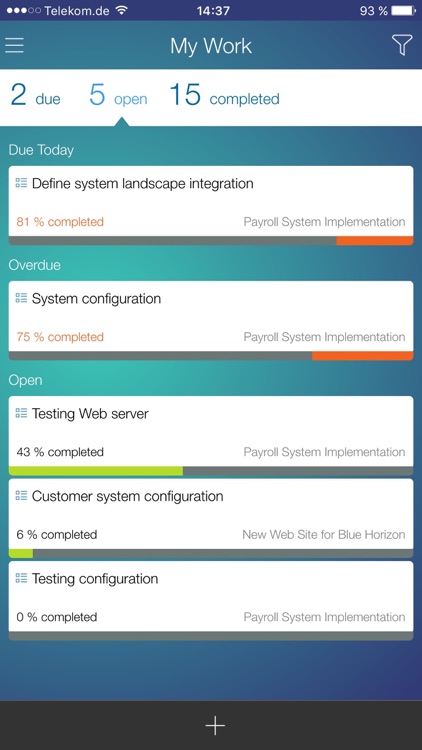 Telekom.de 14:37 93 %
My Work
2 due 5 open 15 completed
Due Today
Define system landscape integration
81 % completed Payroll System Implementation
Overdue
System configuration
75 % completed Payroll System Implementation
Open
Testing Web server
43 % completed Payroll System Implementation
Customer system configuration
6 % completed New Web Site for Blue Horizon
Testing configuration
0 % completed Payroll System Implementation